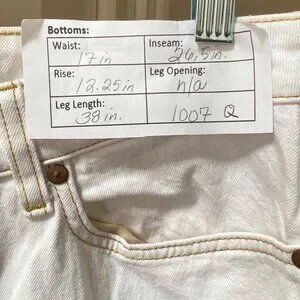 Bottoms:
Waist: Inseam:
17 in 26.5 in.
Rise: Leg Opening:
12.25 in n/a
Leg Length:
38 in. 1007 Q